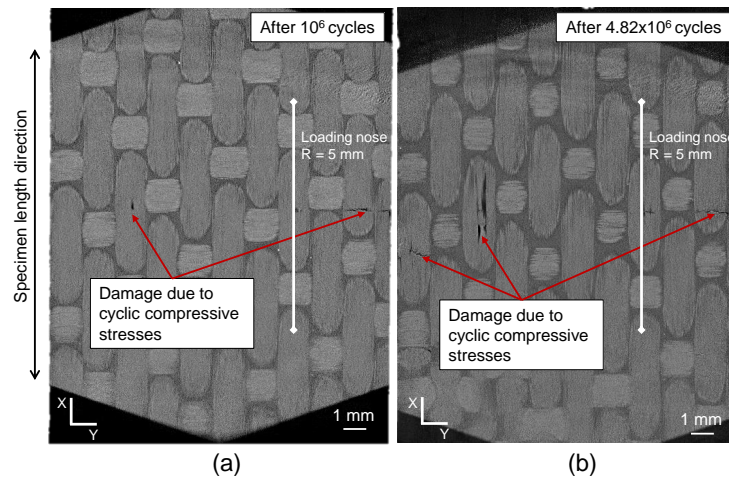 After 10⁶ cycles
Specimen length direction
Loading nose
R = 5 mm
Damage due to
cyclic compressive
stresses
X
Y
1 mm
(a)
After 4.82x10⁶ cycles
Loading nose
R = 5 mm
Damage due to
cyclic compressive
stresses
X
Y
1 mm
(b)